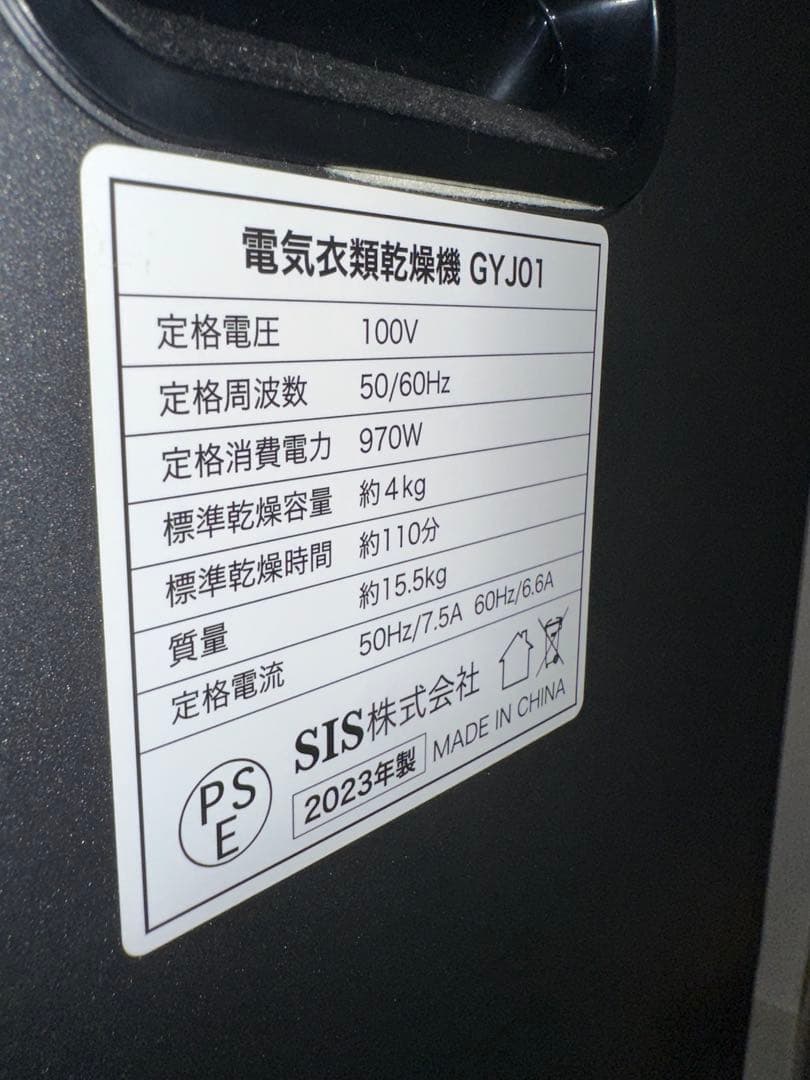 電気衣類乾燥機 GYJ01
定格電圧 100V
定格周波数 50/60Hz
定格消費電力 970W
標準乾燥容量 約4kg
標準乾燥時間 約110分
質量 約15.5kg
定格電流 50Hz/7.5A 60Hz/6.6A
SIS株式会社
PSE
2023年製 MADE IN CHINA